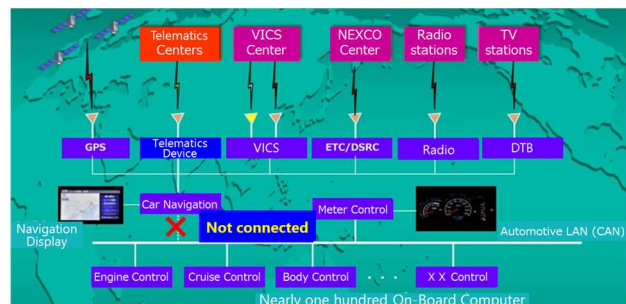 Telematics
Centers
VICS
Center
NEXCO
Center
Radio
stations
TV
stations
GPS
Telematics
Device
VICS
ETC/DSRC
Radio
DTB
Car Navigation
Meter Control
Navigation
Display
Not connected
Automotive LAN (CAN)
Engine Control
Cruise Control
Body Control
・・・
X X Control
Nearly one hundred On-Board Computer